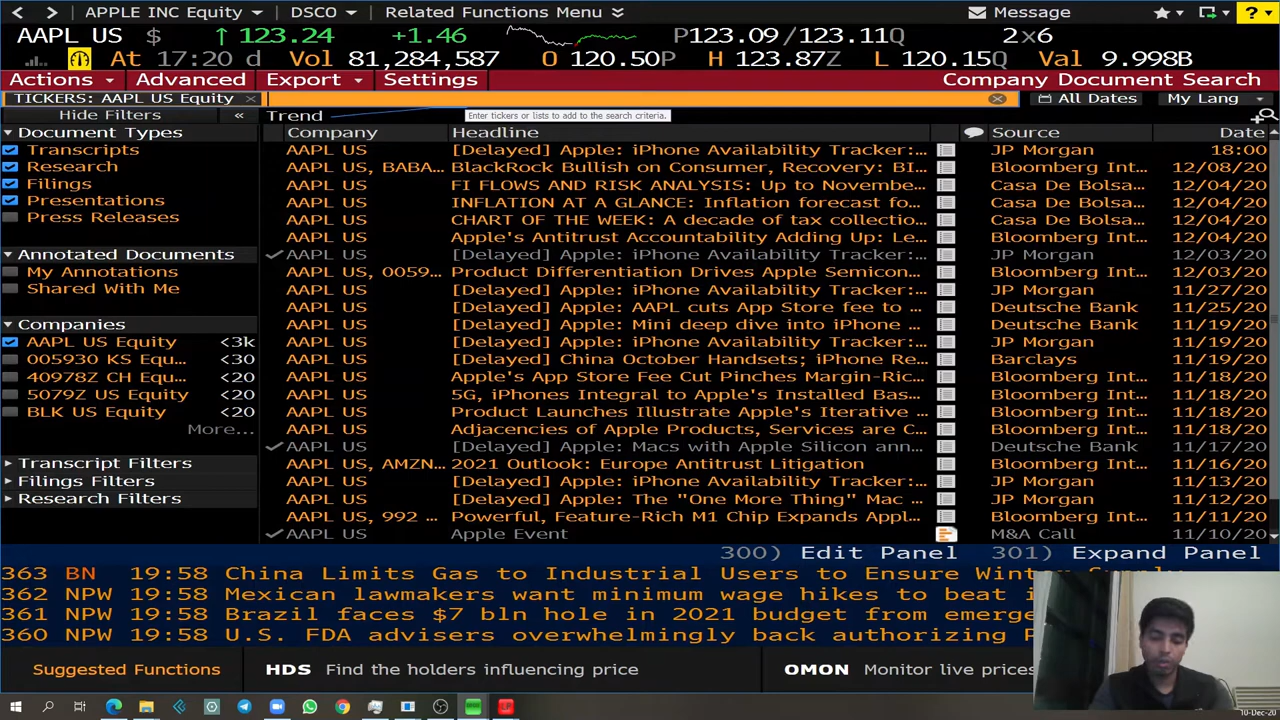 APPLE INC Equity DSCO Related Functions Menu Message ?
AAPL US $ ↑ 123.24 +1.46 P123.09/123.11Q 2×6
At 17:20 d Vol 81,284,587 O 120.50P H 123.87Z L 120.15Q Val 9.998B
Actions Advanced Export Settings Company Document Search
TICKERS: AAPL US Equity × All Dates My Lang
Hide Filters « Trend Enter tickers or lists to add to the search criteria.
Document Types
Transcripts
Research
Filings
Presentations
Press Releases
Annotated Documents
My Annotations
Shared With Me
Companies
AAPL US Equity <3k
005930 KS Equ... <30
40978Z CH Equ... <20
5079Z US Equity <20
BLK US Equity <20
More...
Transcript Filters
Filings Filters
Research Filters
Company Headline Source Date
AAPL US [Delayed] Apple: iPhone Availability Tracker:... JP Morgan 18:00
AAPL US, BABA... BlackRock Bullish on Consumer, Recovery: BI... Bloomberg Int... 12/08/20
AAPL US FI FLOWS AND RISK ANALYSIS: Up to Novembe... Casa De Bolsa... 12/04/20
AAPL US INFLATION AT A GLANCE: Inflation forecast fo... Casa De Bolsa... 12/04/20
AAPL US CHART OF THE WEEK: A decade of tax collectio... Casa De Bolsa... 12/04/20
AAPL US Apple's Antitrust Accountability Adding Up: Le... Bloomberg Int... 12/04/20
AAPL US [Delayed] Apple: iPhone Availability Tracker:... JP Morgan 12/03/20
AAPL US, 0059... Product Differentiation Drives Apple Semicon... Bloomberg Int... 12/03/20
AAPL US [Delayed] Apple: iPhone Availability Tracker:... JP Morgan 11/27/20
AAPL US [Delayed] Apple: AAPL cuts App Store fee to ... Deutsche Bank 11/25/20
AAPL US [Delayed] Apple: Mini deep dive into iPhone ... Deutsche Bank 11/19/20
AAPL US [Delayed] Apple: iPhone Availability Tracker:... JP Morgan 11/19/20
AAPL US [Delayed] China October Handsets; iPhone Re... Barclays 11/19/20
AAPL US Apple's App Store Fee Cut Pinches Margin-Ric... Bloomberg Int... 11/18/20
AAPL US 5G, iPhones Integral to Apple's Installed Bas... Bloomberg Int... 11/18/20
AAPL US Product Launches Illustrate Apple's Iterative ... Bloomberg Int... 11/18/20
AAPL US Adjacencies of Apple Products, Services are C... Bloomberg Int... 11/18/20
AAPL US [Delayed] Apple: Macs with Apple Silicon ann... Deutsche Bank 11/17/20
AAPL US, AMZN... 2021 Outlook: Europe Antitrust Litigation Bloomberg Int... 11/16/20
AAPL US [Delayed] Apple: iPhone Availability Tracker:... JP Morgan 11/13/20
AAPL US [Delayed] Apple: The "One More Thing" Mac ... JP Morgan 11/12/20
AAPL US, 992 ... Powerful, Feature-Rich M1 Chip Expands Appl... Bloomberg Int... 11/11/20
AAPL US Apple Event M&A Call 11/10/20
300) Edit Panel 301) Expand Panel
363 BN 19:58 China Limits Gas to Industrial Users to Ensure Winter Supply
362 NPW 19:58 Mexican lawmakers want minimum wage hikes to beat i
361 NPW 19:58 Brazil faces $7 bln hole in 2021 budget from emerge
360 NPW 19:58 U.S. FDA advisers overwhelmingly back authorizing P
Suggested Functions HDS Find the holders influencing price OMON Monitor live prices
10-Dec-20